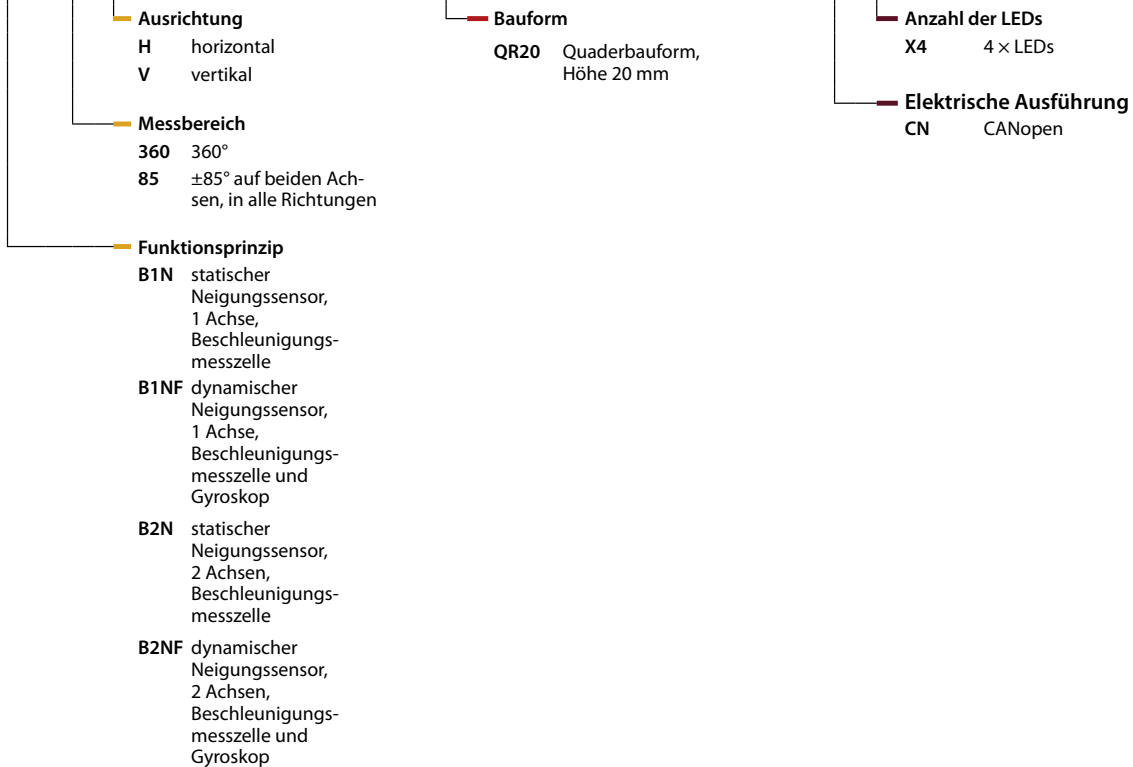 Ausrichtung
H horizontal
V vertikal
Messbereich
360 360°
85 ±85° auf beiden Ach-
sen, in alle Richtungen
Funktionsprinzip
B1N statischer
Neigungssensor,
1 Achse,
Beschleunigungs-
messzelle
B1NF dynamischer
Neigungssensor,
1 Achse,
Beschleunigungs-
messzelle und
Gyroskop
B2N statischer
Neigungssensor,
2 Achsen,
Beschleunigungs-
messzelle
B2NF dynamischer
Neigungssensor,
2 Achsen,
Beschleunigungs-
messzelle und
Gyroskop
Bauform
QR20 Quaderbauform,
Höhe 20 mm
Anzahl der LEDs
X4 4 × LEDs
Elektrische Ausführung
CN CANopen